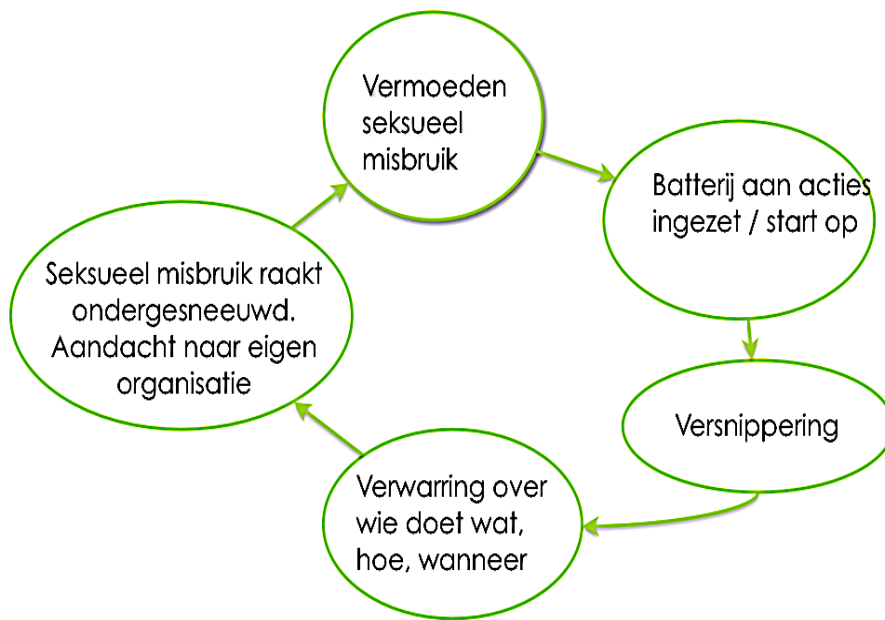 Vermoeden
seksueel
misbruik
Batterij aan acties
ingezet / start op
Versnippering
Verwarring over
wie doet wat,
hoe, wanneer
Seksueel misbruik raakt
ondergesneeuwd.
Aandacht naar eigen
organisatie